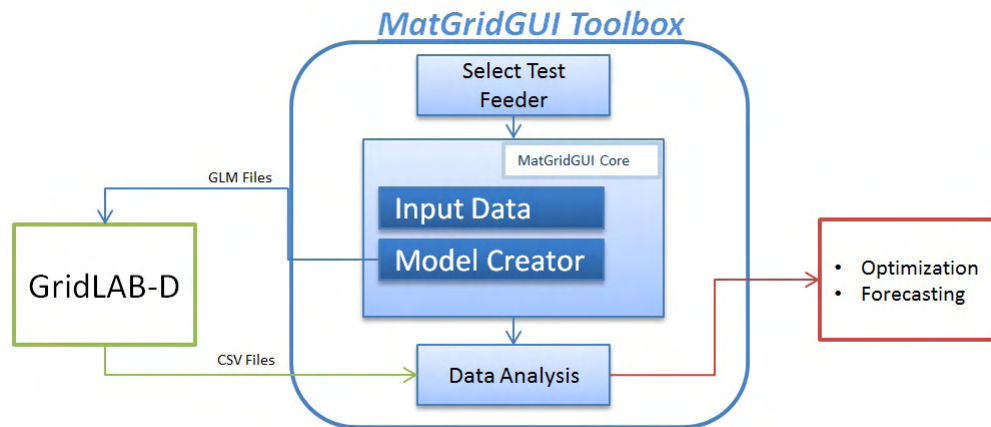 MatGridGUI Toolbox
Select Test
Feeder
MatGridGUI Core
GLM Files
Input Data
Model Creator
GridLAB-D
• Optimization
• Forecasting
CSV Files
Data Analysis